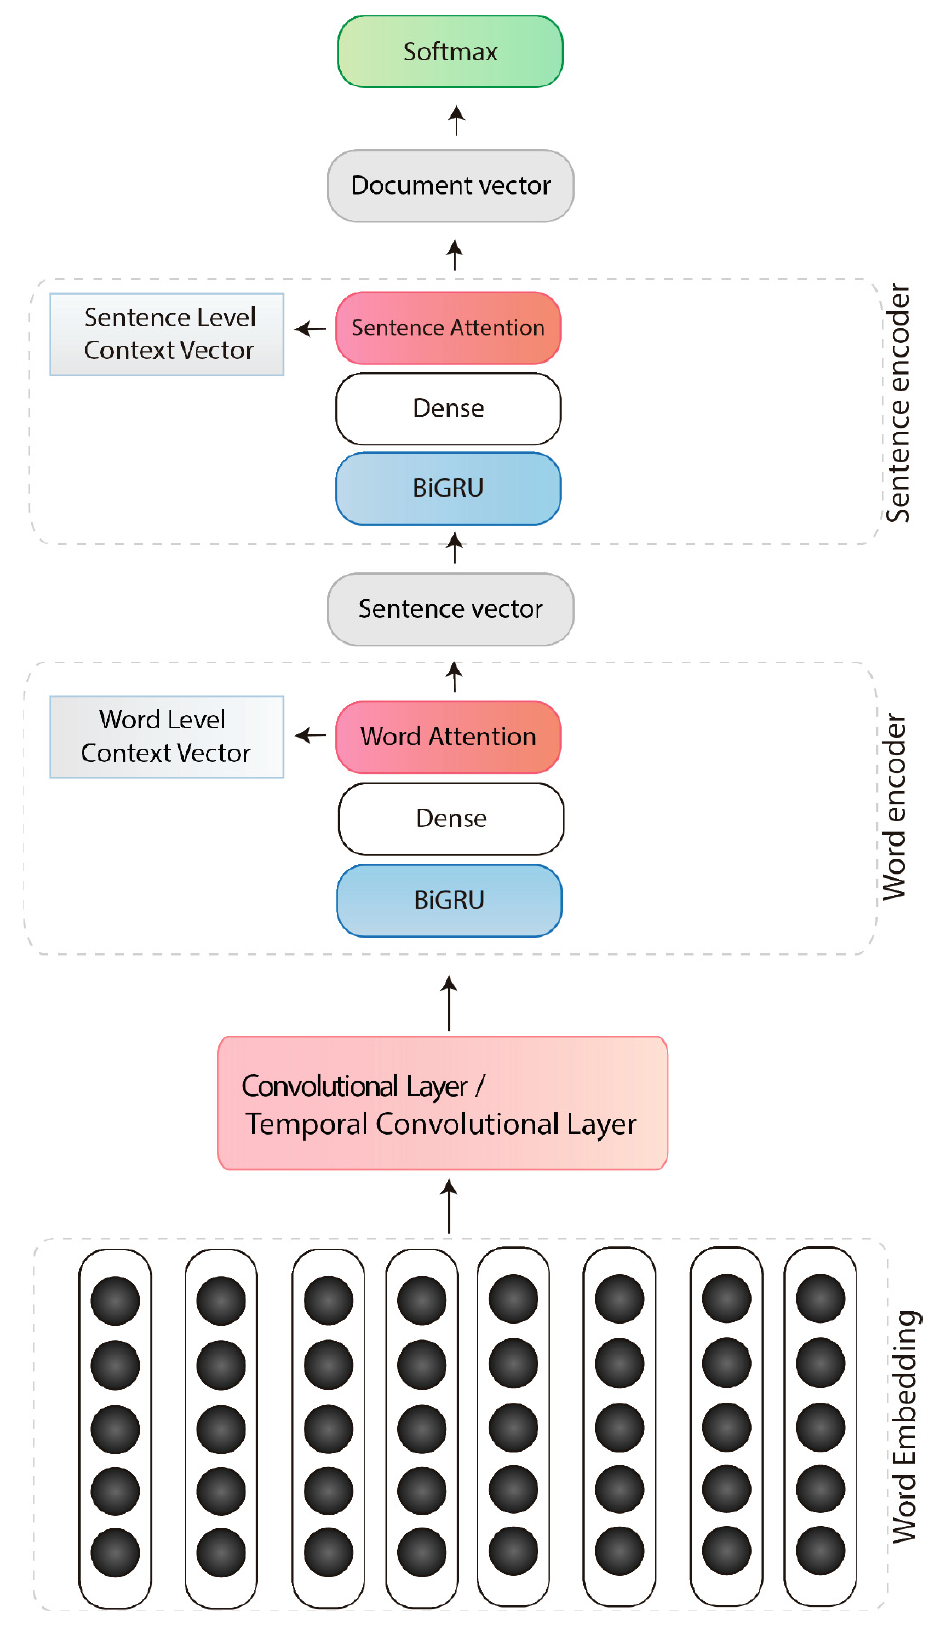 Softmax
Document vector
Sentence Level
Context Vector
Sentence Attention
Dense
BiGRU
Sentence encoder
Sentence vector
Word Level
Context Vector
Word Attention
Dense
BiGRU
Word encoder
Convolutional Layer /
Temporal Convolutional Layer
Word Embedding